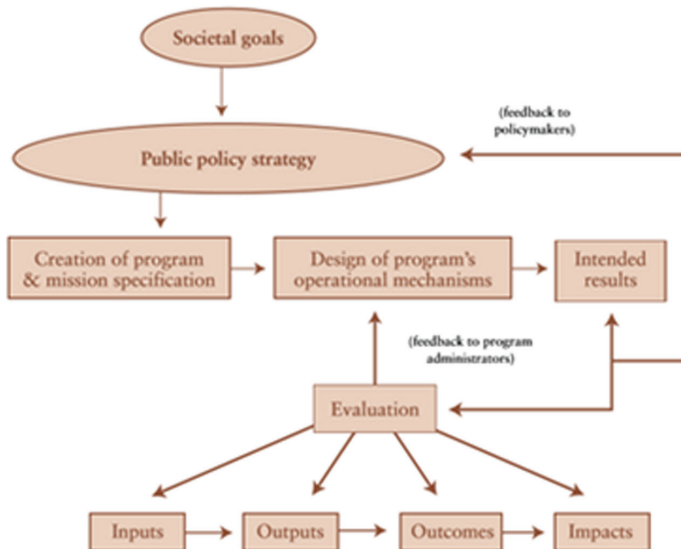 Societal goals
(feedback to
policymakers)
Public policy strategy
Creation of program
& mission specification
Design of program's
operational mechanisms
Intended
results
(feedback to program
administrators)
Evaluation
Inputs
Outputs
Outcomes
Impacts